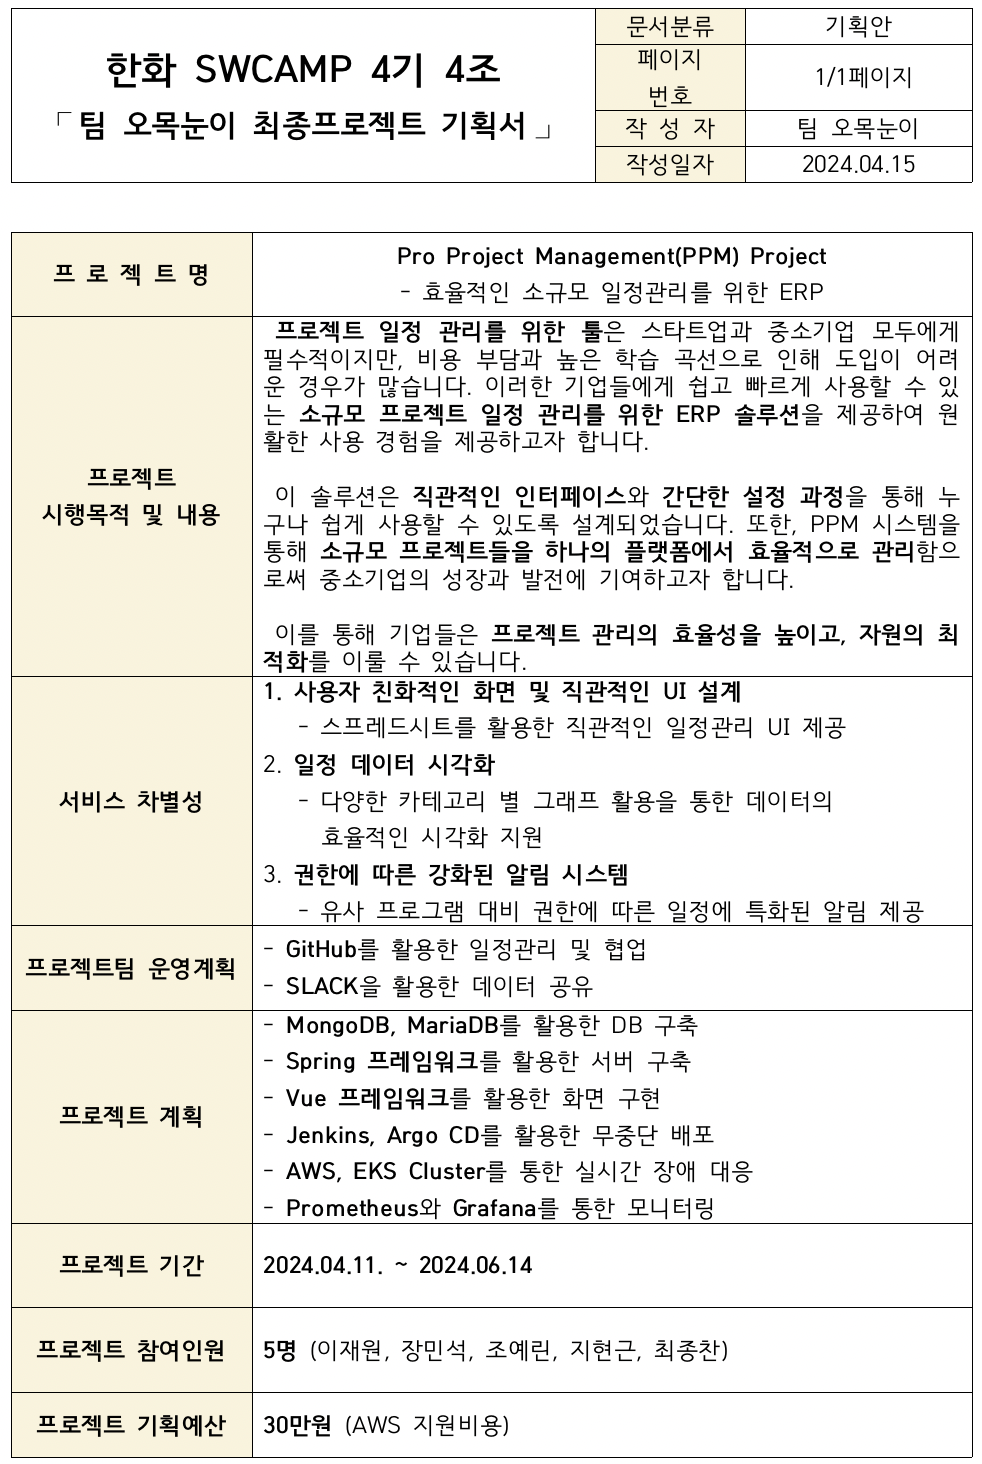 한화 SWCAMP 4기 4조
「팀 오목눈이 최종프로젝트 기획서」
문서분류
기획안
페이지
번호
1/1페이지
작 성 자
팀 오목눈이
작성일자
2024.04.15
프 로 젝 트 명
Pro Project Management(PPM) Project
- 효율적인 소규모 일정관리를 위한 ERP
프로젝트
시행목적 및 내용
프로젝트 일정 관리를 위한 툴은 스타트업과 중소기업 모두에게
필수적이지만, 비용 부담과 높은 학습 곡선으로 인해 도입이 어려
운 경우가 많습니다. 이러한 기업들에게 쉽고 빠르게 사용할 수 있
는 소규모 프로젝트 일정 관리를 위한 ERP 솔루션을 제공하여 원
활한 사용 경험을 제공하고자 합니다.
이 솔루션은 직관적인 인터페이스와 간단한 설정 과정을 통해 누
구나 쉽게 사용할 수 있도록 설계되었습니다. 또한, PPM 시스템을
통해 소규모 프로젝트들을 하나의 플랫폼에서 효율적으로 관리함으
로써 중소기업의 성장과 발전에 기여하고자 합니다.
이를 통해 기업들은 프로젝트 관리의 효율성을 높이고, 자원의 최
적화를 이룰 수 있습니다.
서비스 차별성
1. 사용자 친화적인 화면 및 직관적인 UI 설계
- 스프레드시트를 활용한 직관적인 일정관리 UI 제공
2. 일정 데이터 시각화
- 다양한 카테고리 별 그래프 활용을 통한 데이터의
효율적인 시각화 지원
3. 권한에 따른 강화된 알림 시스템
- 유사 프로그램 대비 권한에 따른 일정에 특화된 알림 제공
프로젝트팀 운영계획
- GitHub를 활용한 일정관리 및 협업
- SLACK을 활용한 데이터 공유
프로젝트 계획
- MongoDB, MariaDB를 활용한 DB 구축
- Spring 프레임워크를 활용한 서버 구축
- Vue 프레임워크를 활용한 화면 구현
- Jenkins, Argo CD를 활용한 무중단 배포
- AWS, EKS Cluster를 통한 실시간 장애 대응
- Prometheus와 Grafana를 통한 모니터링
프로젝트 기간
2024.04.11. ~ 2024.06.14
프로젝트 참여인원
5명 (이재원, 장민석, 조예린, 지현근, 최종찬)
프로젝트 기획예산
30만원 (AWS 지원비용)